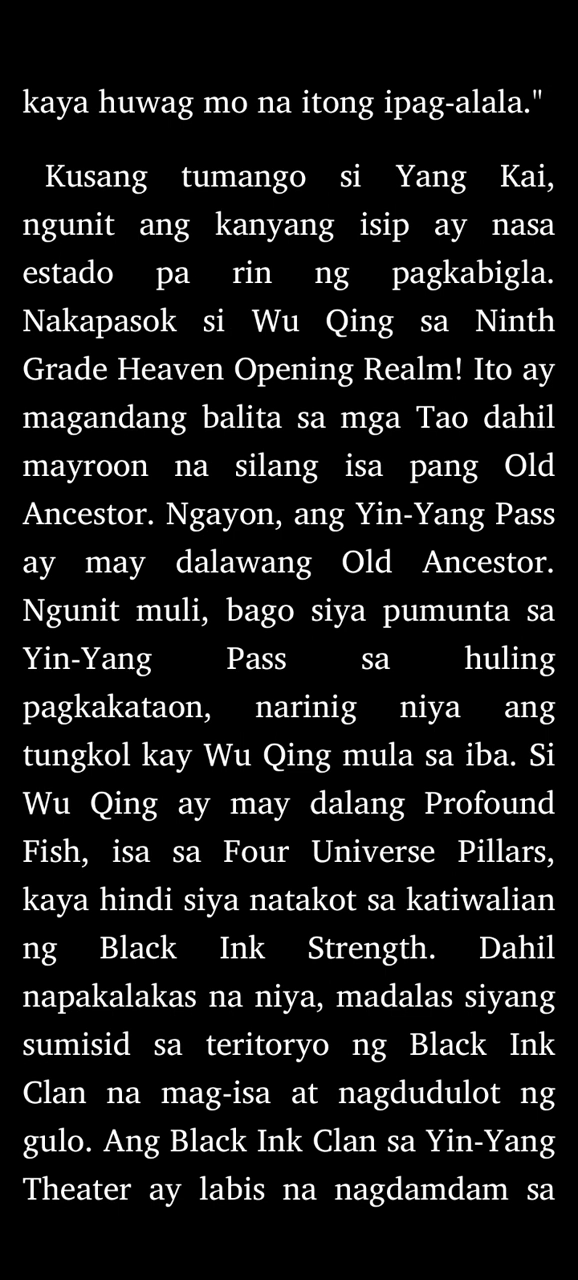 kaya huwag mo na itong ipag-alala."
Kusang tumango si Yang Kai,
ngunit ang kanyang isip ay nasa
estado pa rin ng pagkabigla.
Nakapasok si Wu Qing sa Ninth
Grade Heaven Opening Realm! Ito ay
magandang balita sa mga Tao dahil
mayroon na silang isa pang Old
Ancestor. Ngayon, ang Yin-Yang Pass
ay may dalawang Old Ancestor.
Ngunit muli, bago siya pumunta sa
Yin-Yang Pass sa huling
pagkakataon, narinig niya ang
tungkol kay Wu Qing mula sa iba. Si
Wu Qing ay may dalang Profound
Fish, isa sa Four Universe Pillars,
kaya hindi siya natakot sa katiwalian
ng Black Ink Strength. Dahil
napakalakas na niya, madalas siyang
sumisid sa teritoryo ng Black Ink
Clan na mag-isa at nagdudulot ng
gulo. Ang Black Ink Clan sa Yin-Yang
Theater ay labis na nagdamdam sa